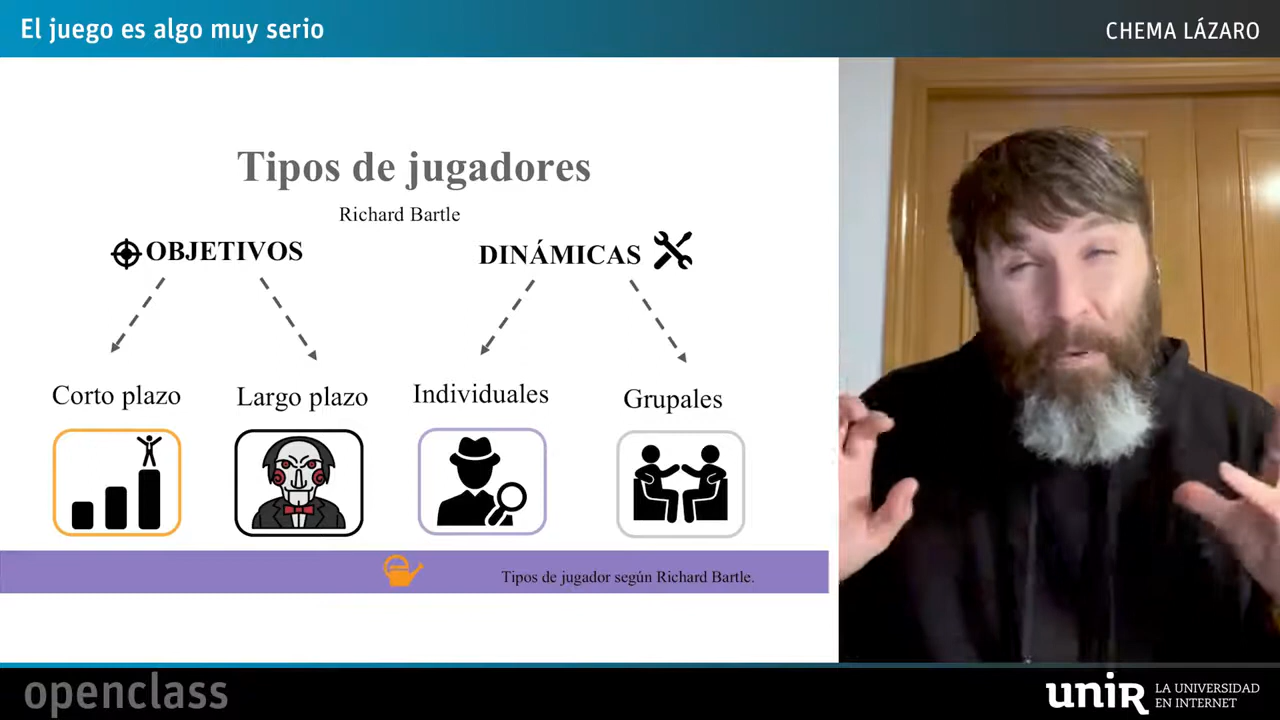 El juego es algo muy serio
CHEMA LÁZARO
Tipos de jugadores
Richard Bartle
OBJETIVOS
DINÁMICAS
Corto plazo
Largo plazo
Individuales
Grupales
Tipos de jugador según Richard Bartle.
openclass
unir
LA UNIVERSIDAD
EN INTERNET